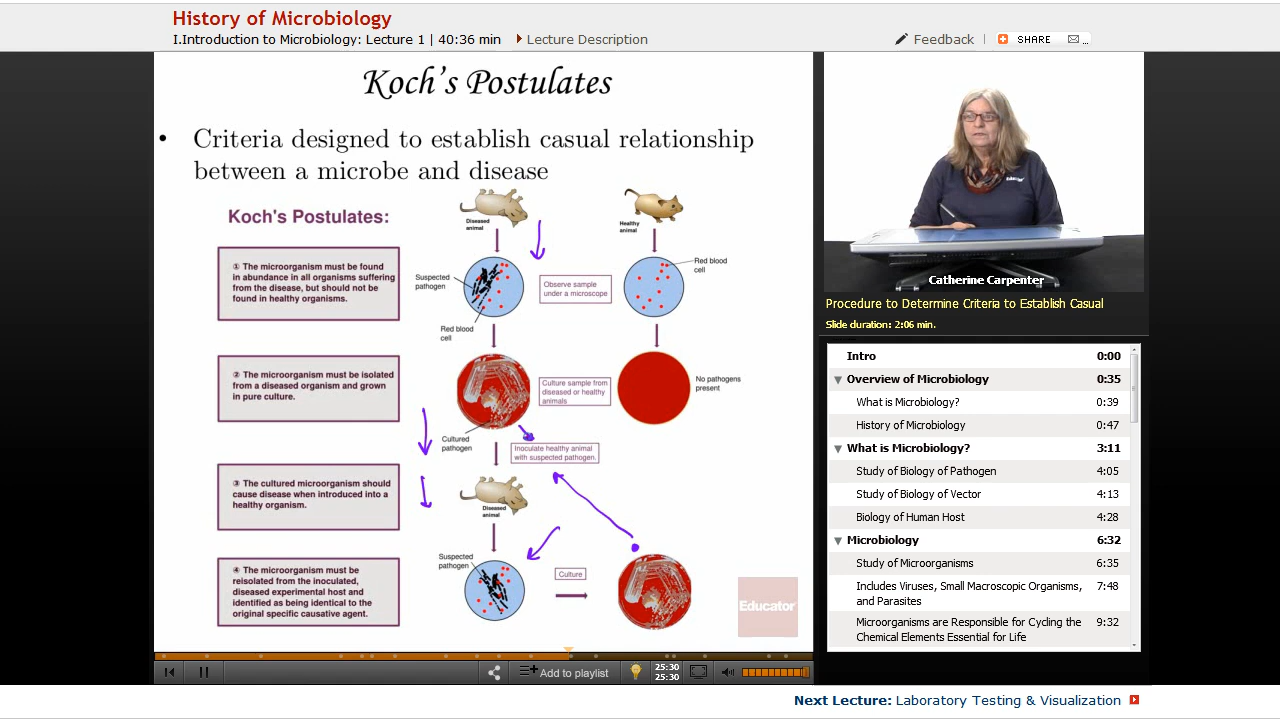 History of Microbiology
I.Introduction to Microbiology: Lecture 1 | 40:36 min
Lecture Description
Feedback
SHARE
...
Koch's Postulates
• Criteria designed to establish casual relationship
between a microbe and disease
Koch's Postulates:
① The microorganism must be found
in abundance in all organisms suffering
from the disease, but should not be
found in healthy organisms.
② The microorganism must be isolated
from a diseased organism and grown
in pure culture.
③ The cultured microorganism should
cause disease when introduced into a
healthy organism.
④ The microorganism must be
reisolated from the inoculated,
diseased experimental host and
identified as being identical to the
original specific causative agent.
Diseased
animal
Healthy
animal
Suspected
pathogen
Red blood
cell
Observe sample
under a microscope
Red blood
cell
Culture sample from
diseased or healthy
animals
No pathogens
present
Cultured
pathogen
Inoculate healthy animal
with suspected pathogen.
Diseased
animal
Suspected
pathogen
Culture
Educator
Add to playlist
25:30
25:30
Educator
Catherine Carpenter
Procedure to Determine Criteria to Establish Casual
Slide duration: 2:06 min.
Intro 0:00
Overview of Microbiology 0:35
What is Microbiology? 0:39
History of Microbiology 0:47
What is Microbiology? 3:11
Study of Biology of Pathogen 4:05
Study of Biology of Vector 4:13
Biology of Human Host 4:28
Microbiology 6:32
Study of Microorganisms 6:35
Includes Viruses, Small Macroscopic Organisms, 7:48
and Parasites
Microorganisms are Responsible for Cycling the 9:32
Chemical Elements Essential for Life
Next Lecture: Laboratory Testing & Visualization